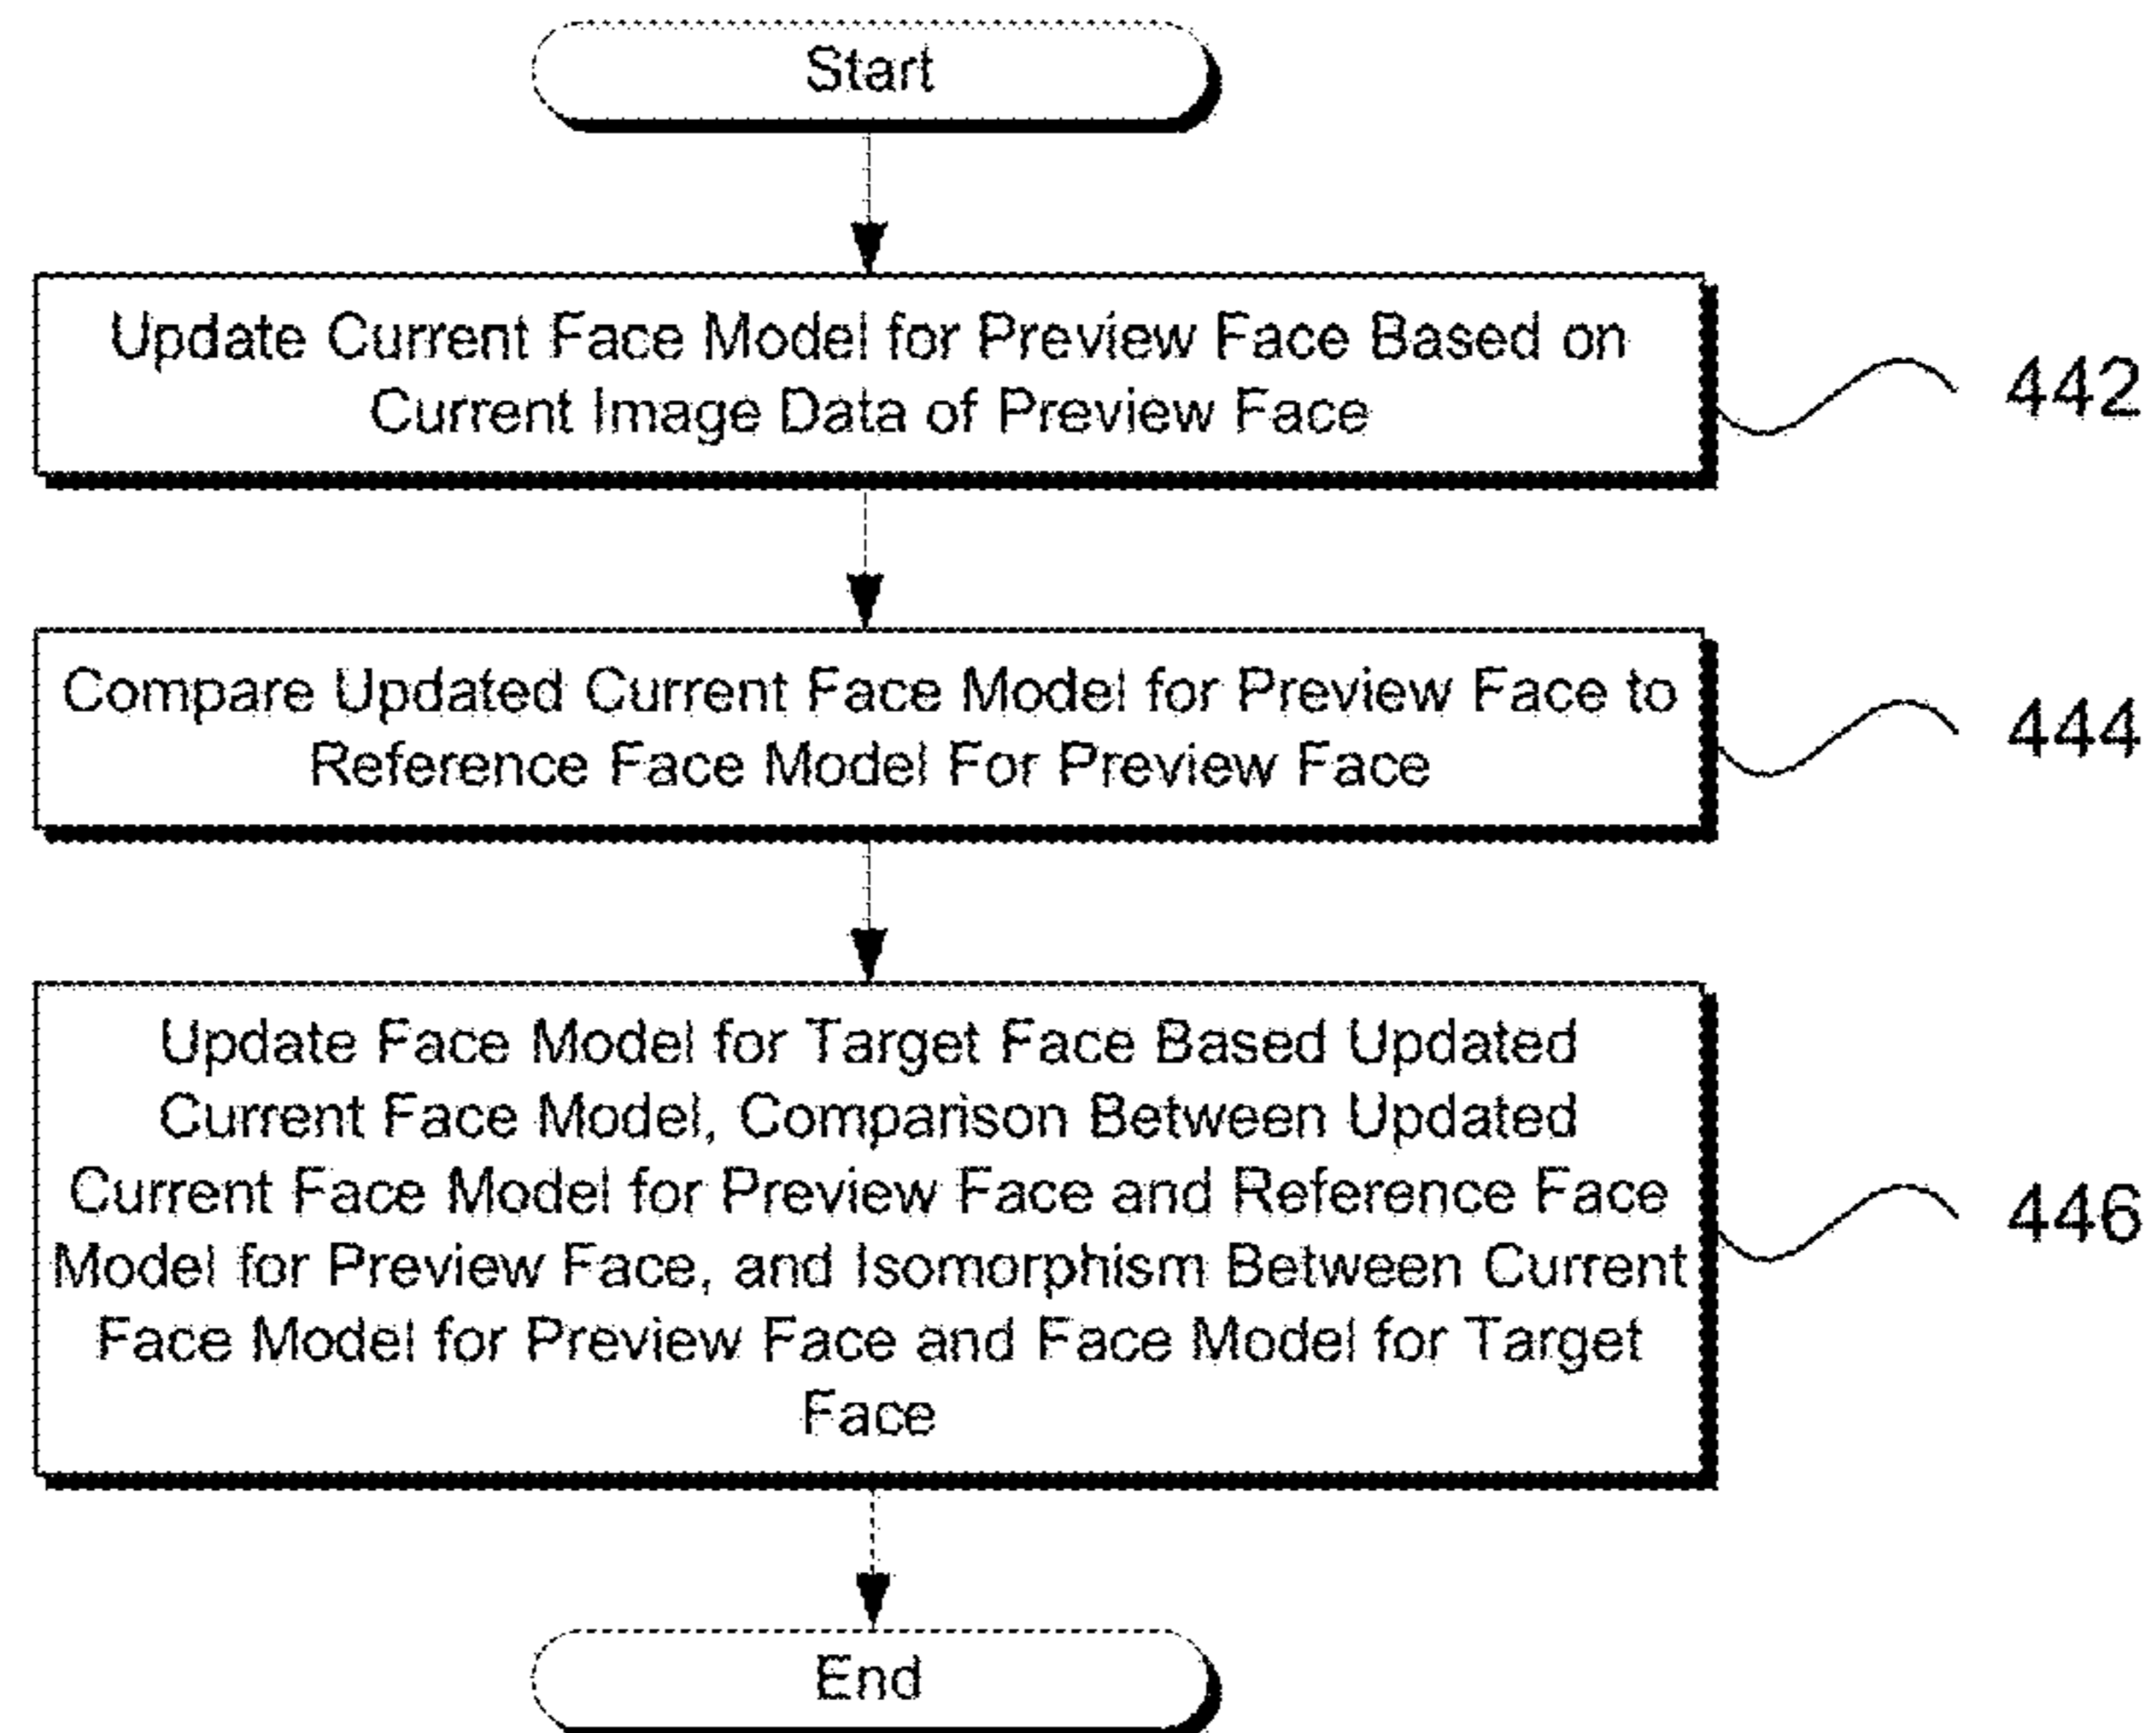 Start
Update Current Face Model for Preview Face Based on
Current Image Data of Preview Face
442
Compare Updated Current Face Model for Preview Face to
Reference Face Model For Preview Face
444
Update Face Model for Target Face Based Updated
Current Face Model, Comparison Between Updated
Current Face Model for Preview Face and Reference Face
Model for Preview Face, and Isomorphism Between Current
Face Model for Preview Face and Face Model for Target
Face
446
End